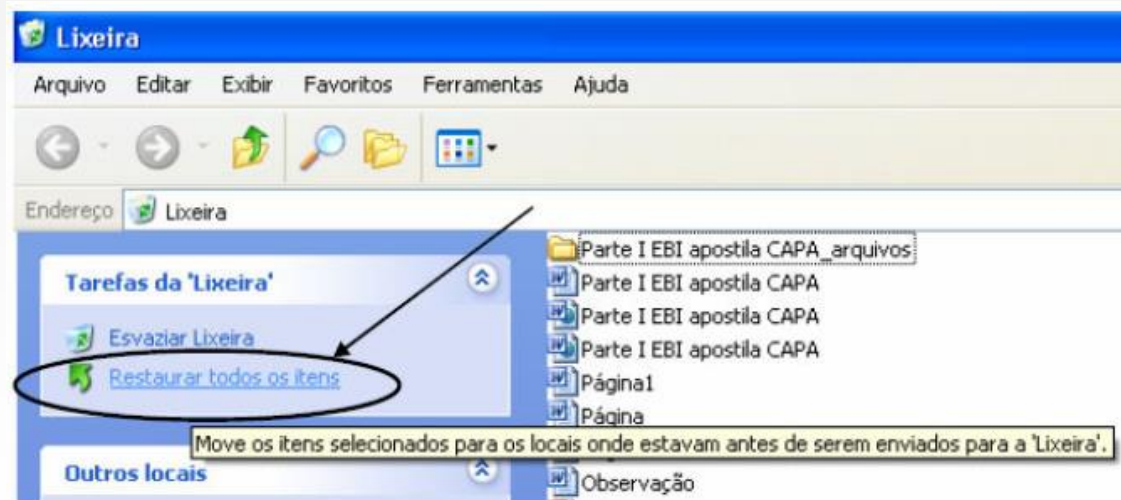 Lixeira
Arquivo Editar Exibir Favoritos Ferramentas Ajuda
Endereço Lixeira
Tarefas da 'Lixeira'
Esvaziar Lixeira
Restaurar todos os itens
Outros locais
Parte I EBI apostila CAPA_arquivos
Parte I EBI apostila CAPA
Parte I EBI apostila CAPA
Parte I EBI apostila CAPA
Página1
Página
Move os itens selecionados para os locais onde estavam antes de serem enviados para a 'Lixeira'.
Observação